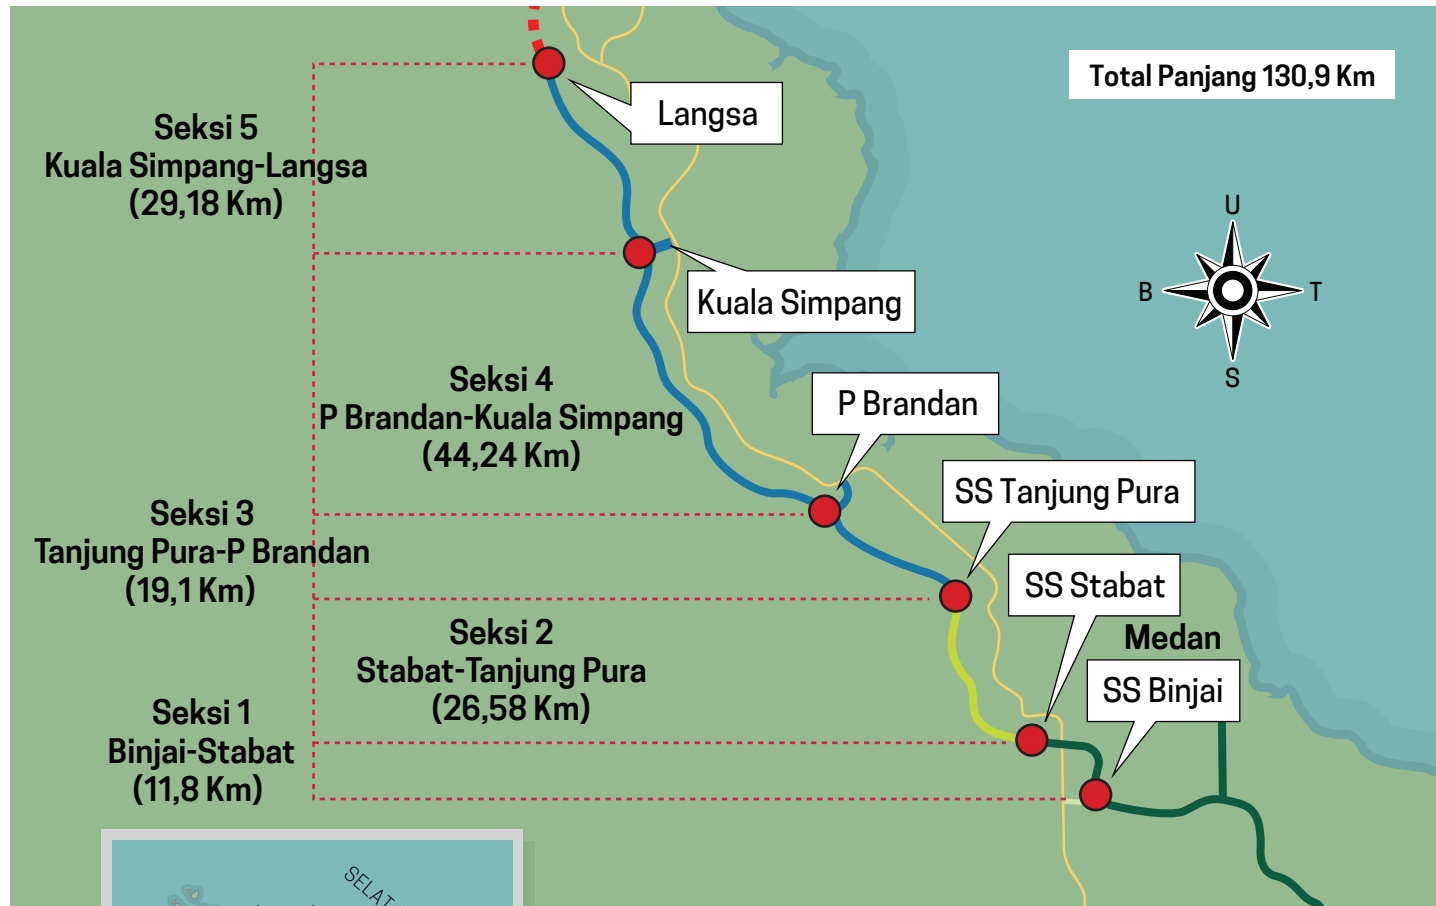 Total Panjang 130,9 Km
Langsa
Seksi 5
Kuala Simpang-Langsa
(29,18 Km)
U
B
T
S
Kuala Simpang
Seksi 4
P Brandan-Kuala Simpang
(44,24 Km)
P Brandan
SS Tanjung Pura
Seksi 3
Tanjung Pura-P Brandan
(19,1 Km)
SS Stabat
Seksi 2
Stabat-Tanjung Pura
(26,58 Km)
Medan
SS Binjai
Seksi 1
Binjai-Stabat
(11,8 Km)
SELAT